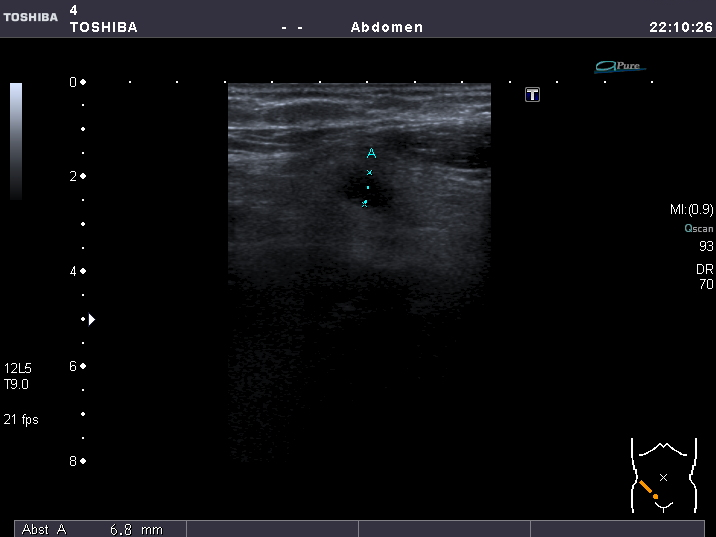 TOSHIBA
4
TOSHIBA
- -
Abdomen
22:10:26
aPure
T
0
2
4
6
8
A
MI:(0.9)
Qscan
93
DR
70
12L5
T9.0
21 fps
Abst A 6.8 mm